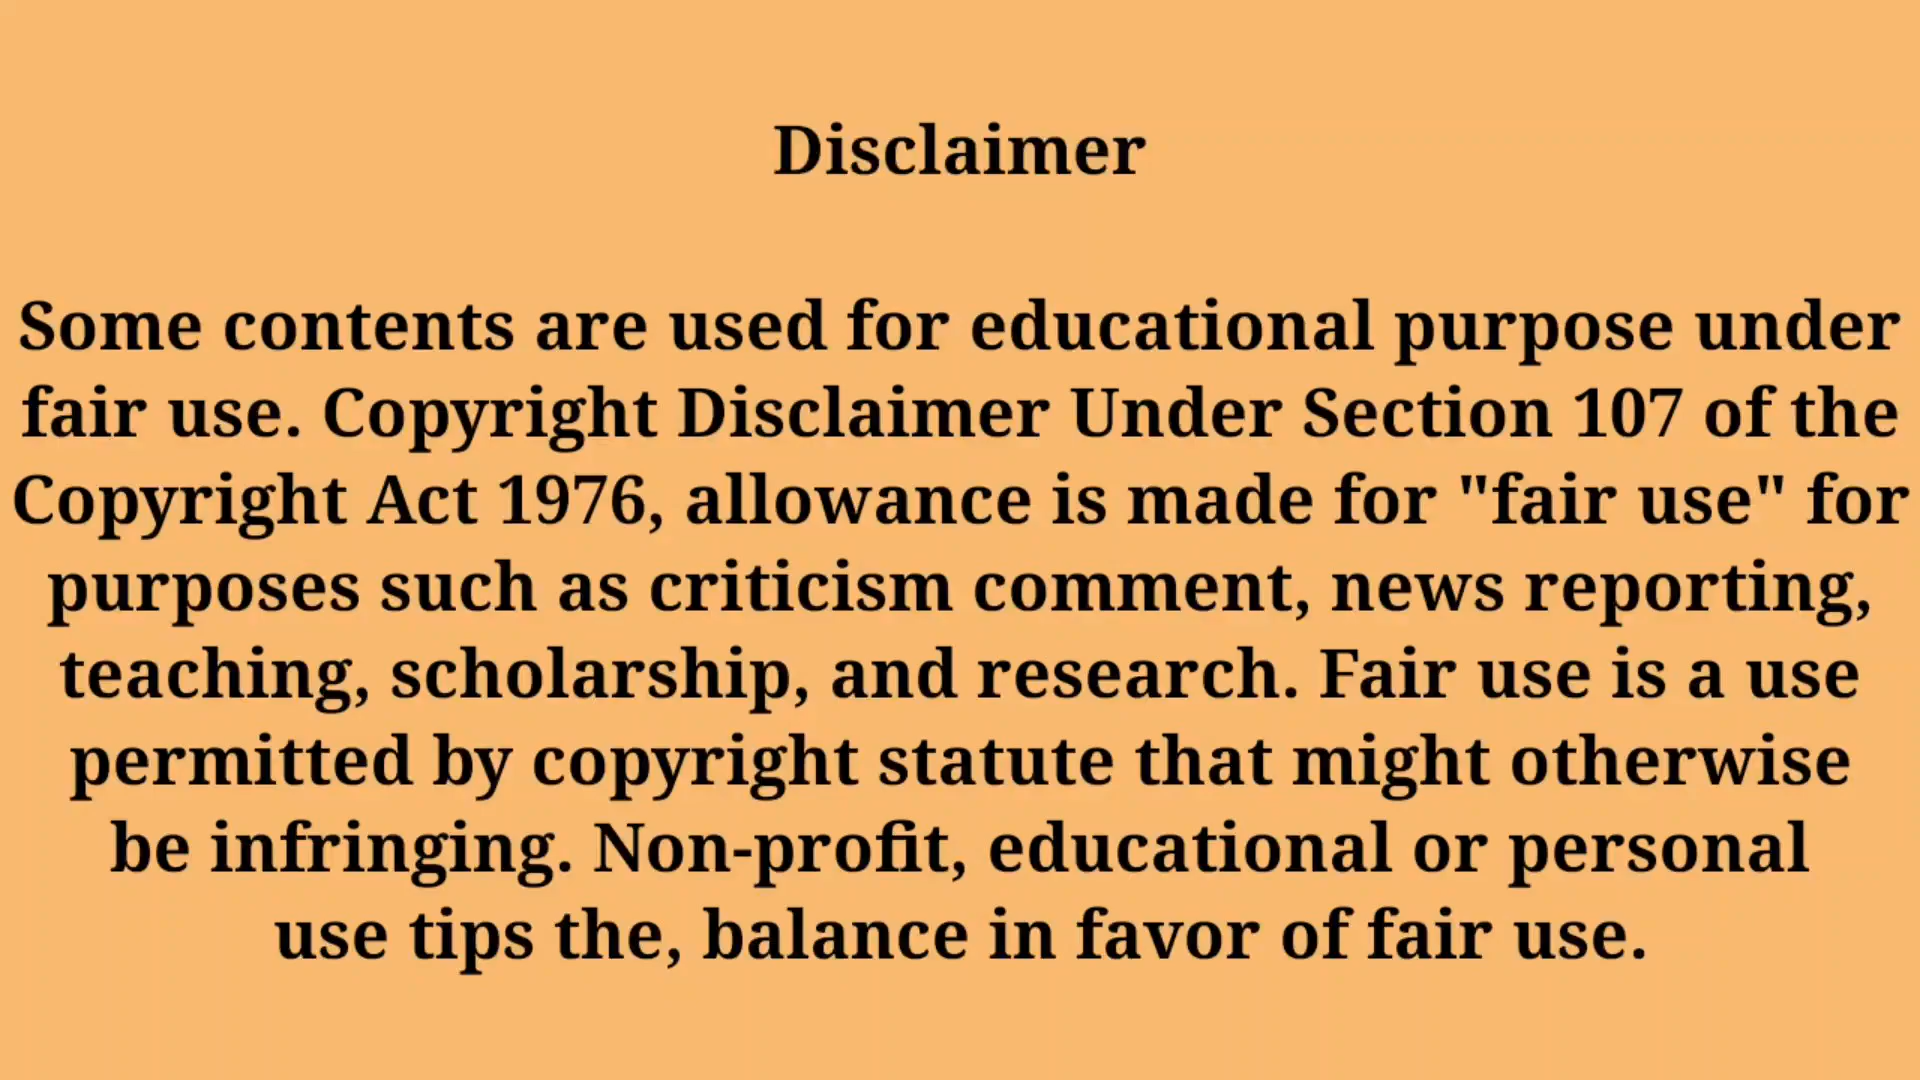 Disclaimer
Some contents are used for educational purpose under
fair use. Copyright Disclaimer Under Section 107 of the
Copyright Act 1976, allowance is made for "fair use" for
purposes such as criticism comment, news reporting,
teaching, scholarship, and research. Fair use is a use
permitted by copyright statute that might otherwise
be infringing. Non-profit, educational or personal
use tips the, balance in favor of fair use.